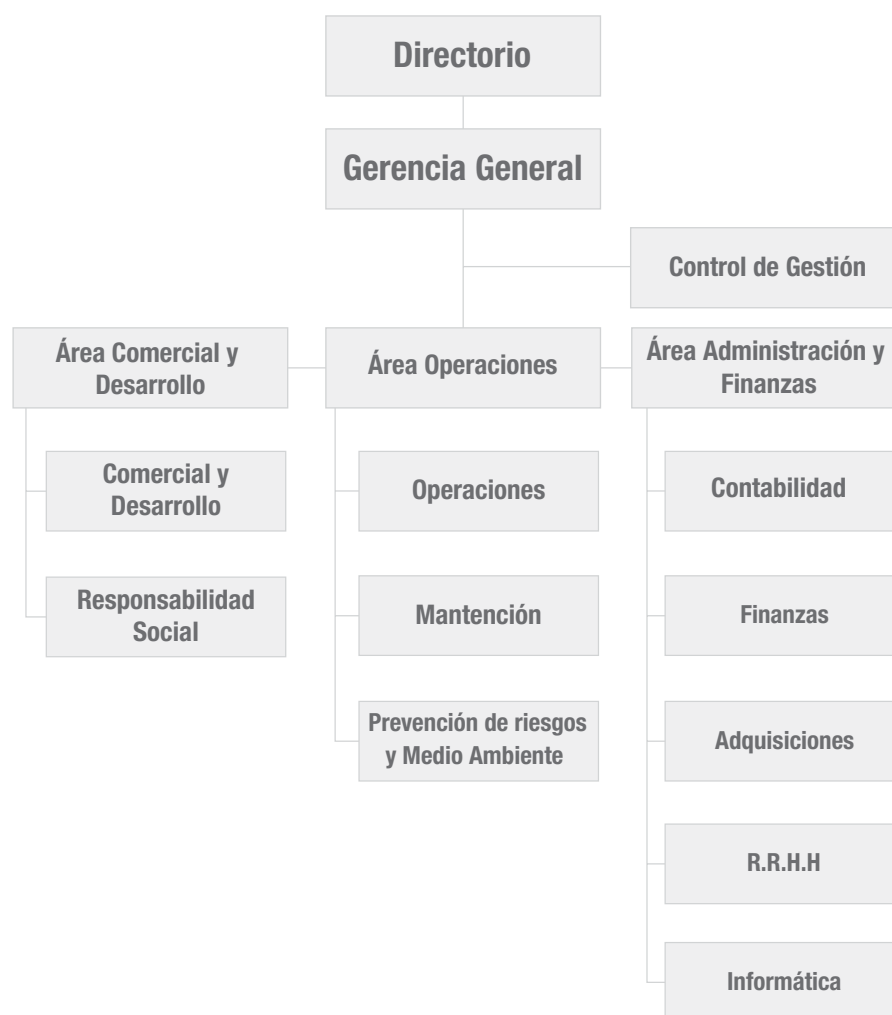 Directorio
Gerencia General
Control de Gestión
Área Comercial y
Desarrollo
Área Operaciones
Área Administración y
Finanzas
Comercial y
Desarrollo
Operaciones
Contabilidad
Responsabilidad
Social
Mantención
Finanzas
Prevención de riesgos
y Medio Ambiente
Adquisiciones
R.R.H.H
Informática